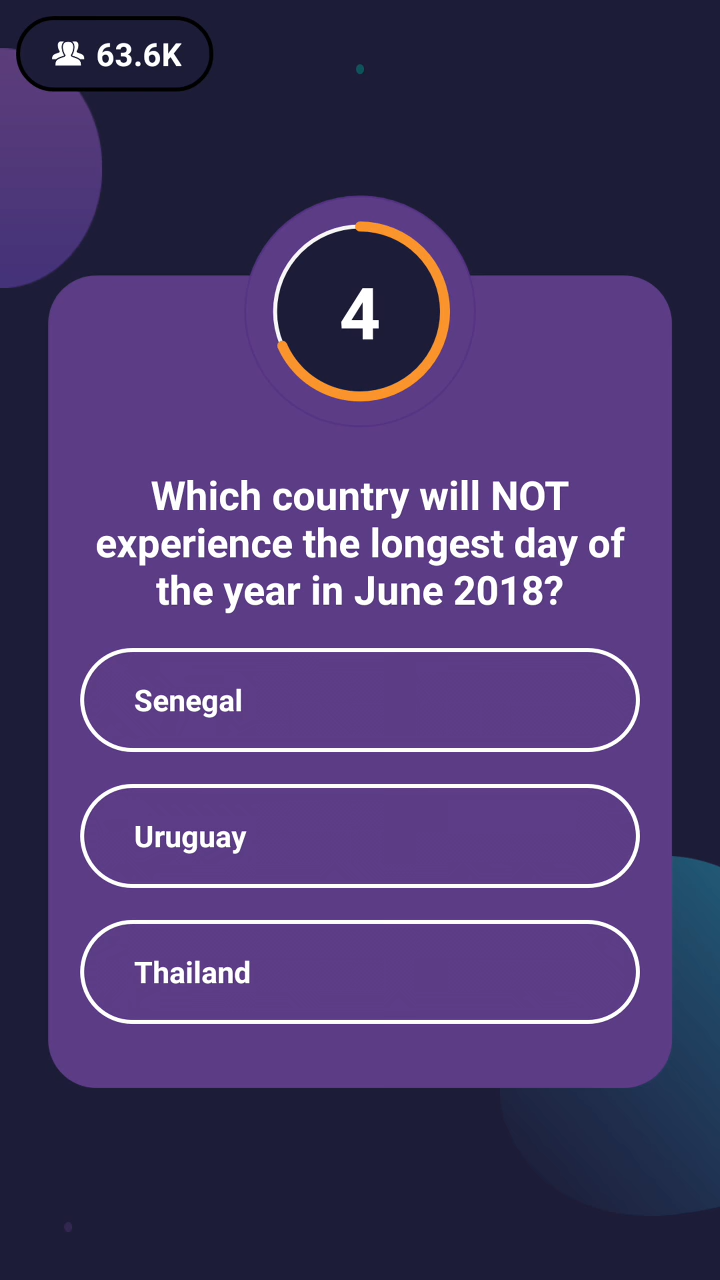 63.6K
4
Which country will NOT
experience the longest day of
the year in June 2018?
Senegal
Uruguay
Thailand